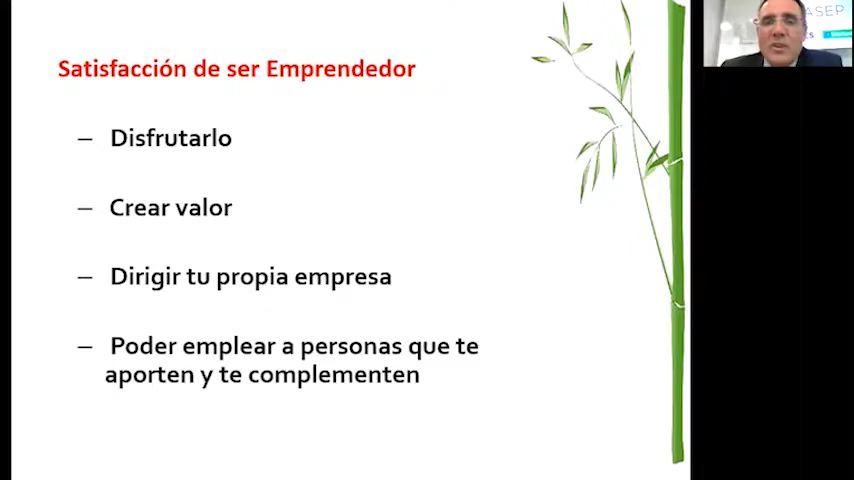 Satisfacción de ser Emprendedor
– Disfrutarlo
– Crear valor
– Dirigir tu propia empresa
– Poder emplear a personas que te
aporten y te complementen
ASEP